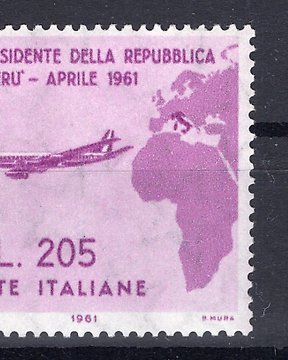 SIDENTE DELLA REPUBBLICA
ERU' - APRILE 1961
L. 205
TE ITALIANE
1961
B. MURA